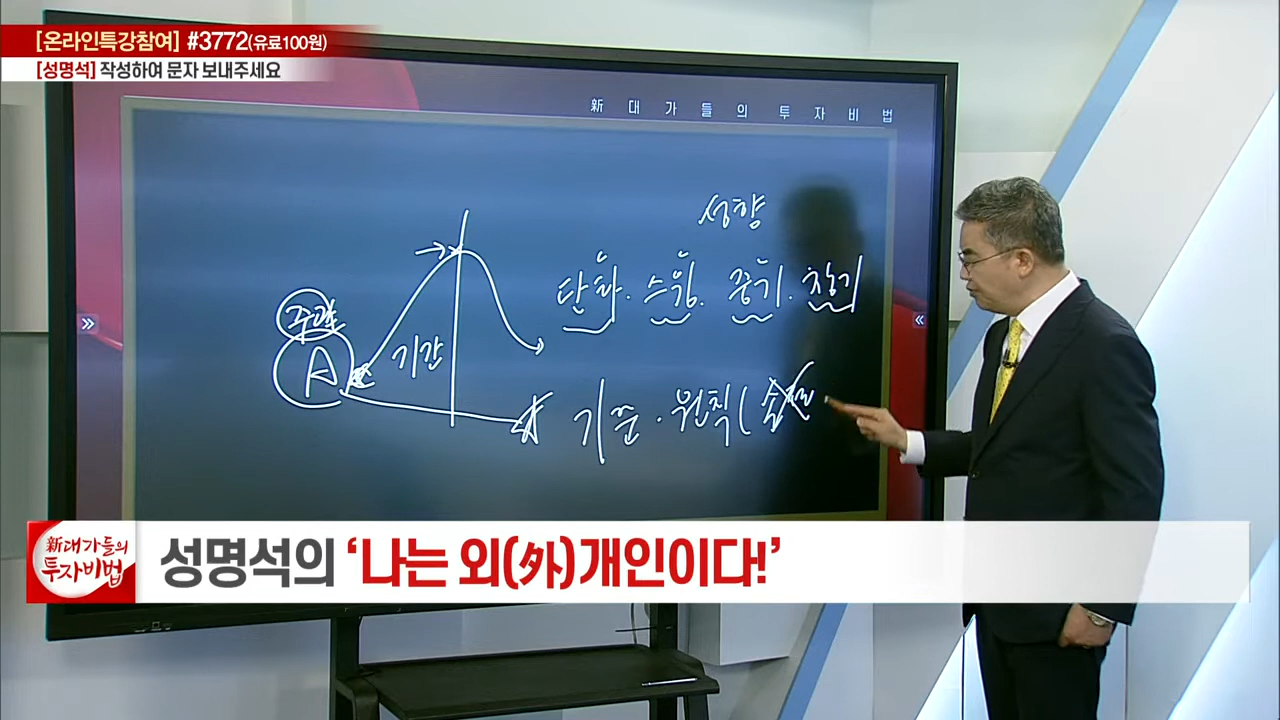 [온라인특강참여] #3772(유료100원)
[성명석] 작성하여 문자 보내주세요
新대가들의 투자비법
성향
단타. 스윙. 중기. 장기
A
기간
기준. 원칙(
新대가들의
투자비법
성명석의 ‘나는 외(外)개인이다!’